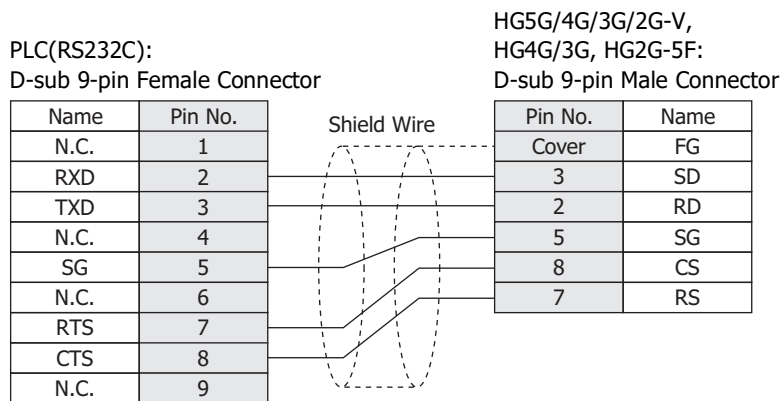 HG5G/4G/3G/2G-V,
PLC(RS232C): HG4G/3G, HG2G-5F:
D-sub 9-pin Female Connector D-sub 9-pin Male Connector
Name Pin No. Shield Wire Pin No. Name
N.C. 1 Cover FG
RXD 2 3 SD
TXD 3 2 RD
N.C. 4 5 SG
SG 5 8 CS
N.C. 6 7 RS
RTS 7
CTS 8
N.C. 9